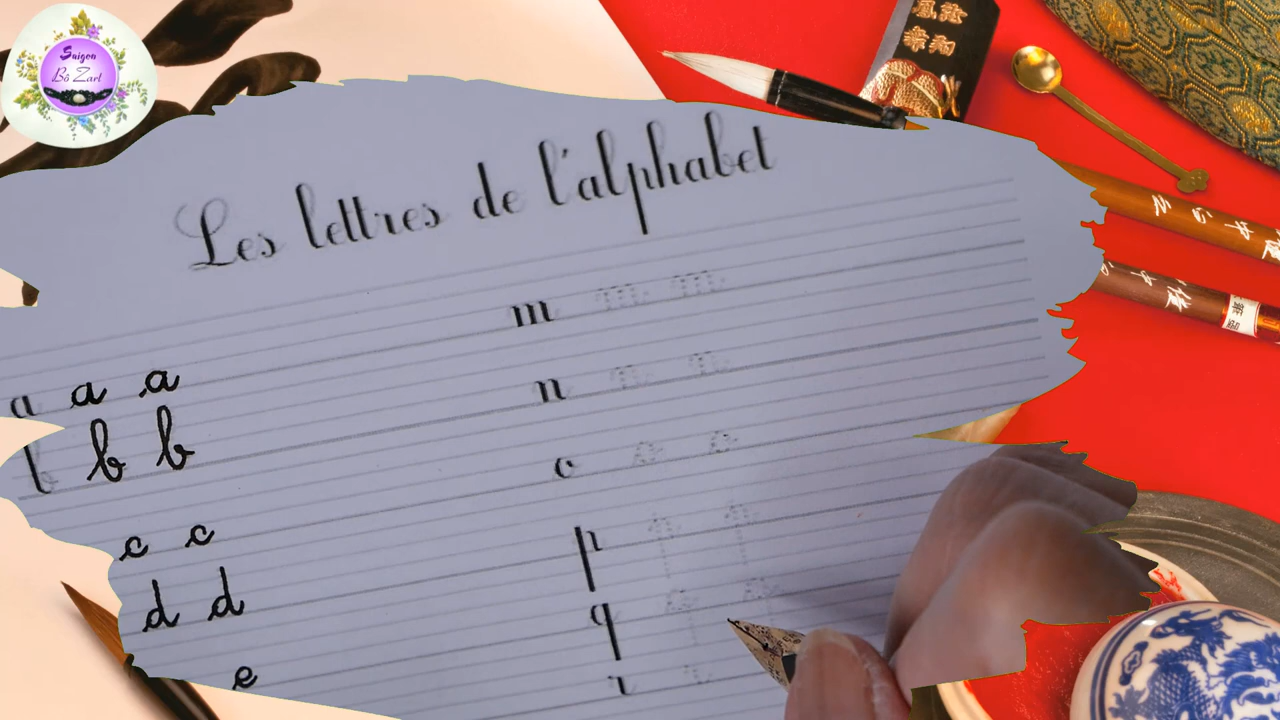 Saigon
Bô Zart
Les lettres de l'alphabet
m m m
a a a
n n n
b b b
o o o
c c
p p p
d d
q q q
e
r r